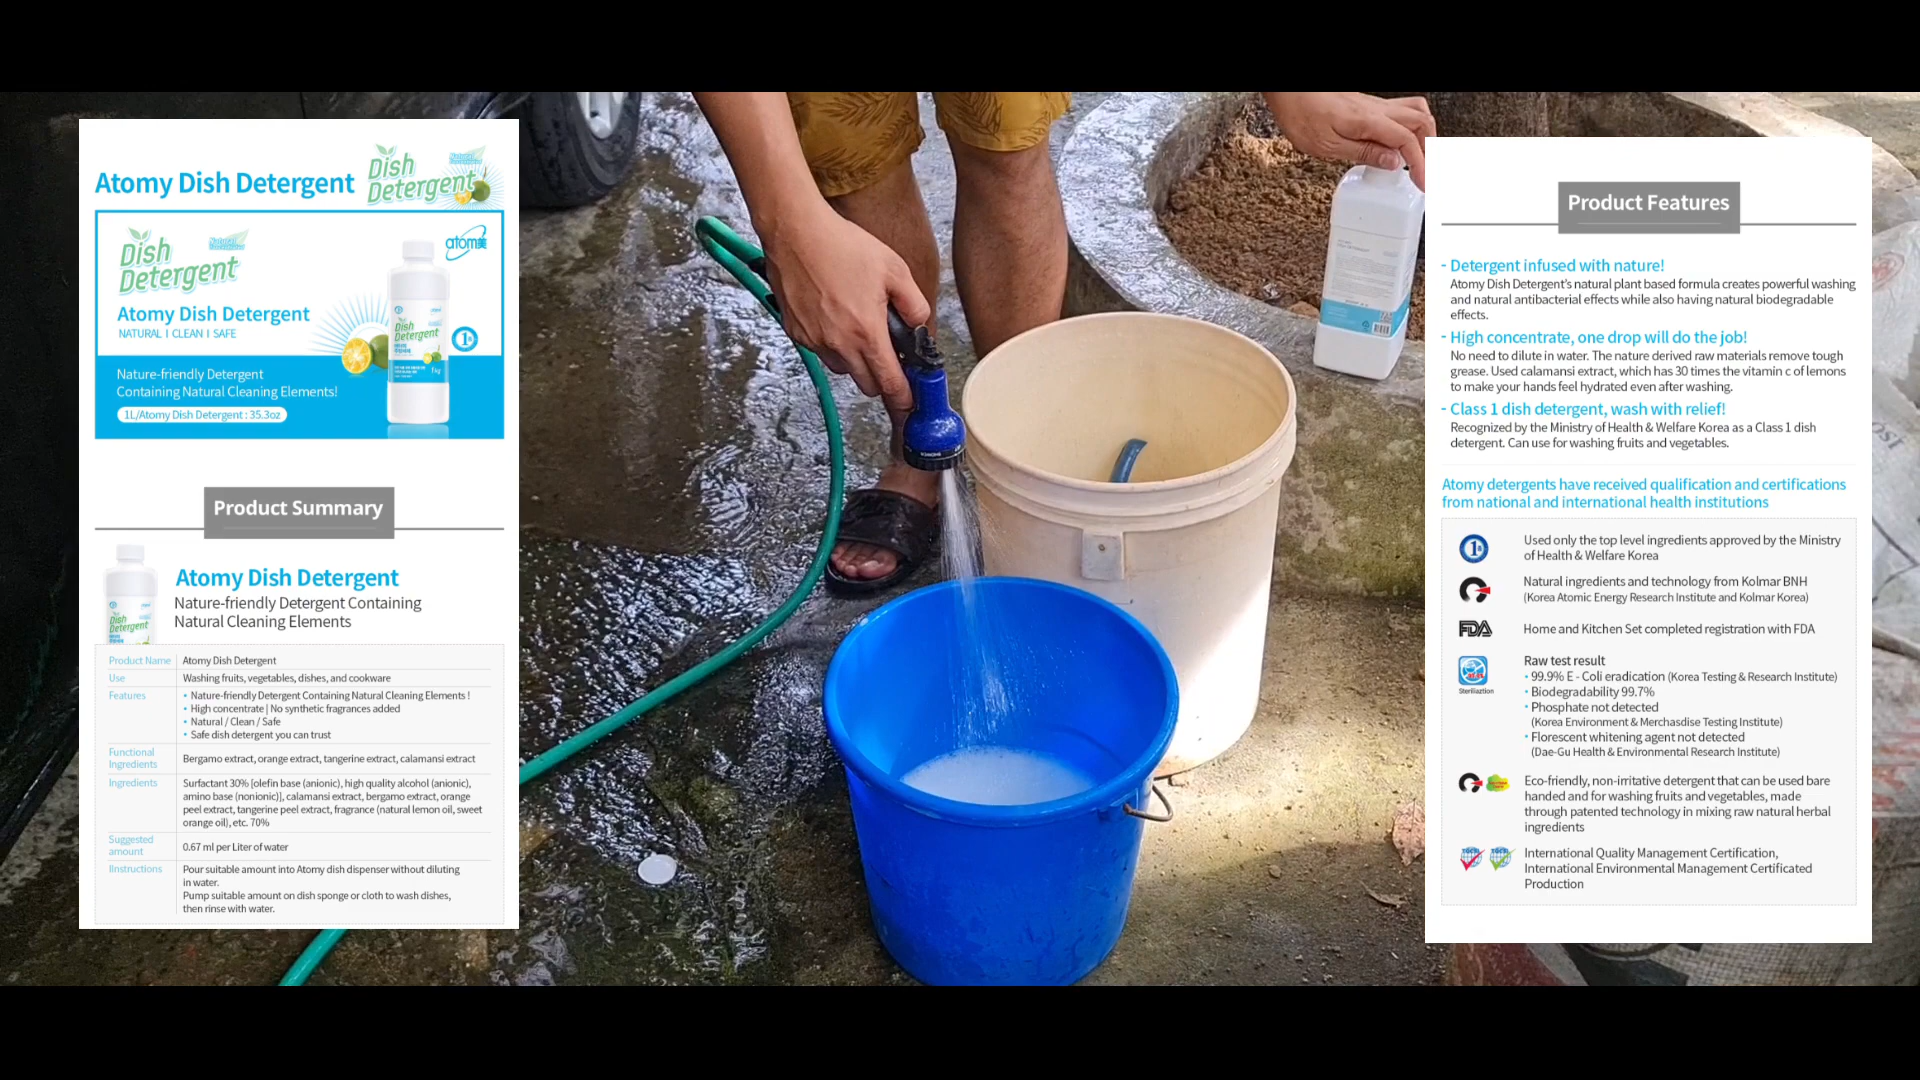 Atomy Dish Detergent
Dish
Detergent
Natural
Dish
Detergent
Natural
atom美
Atomy Dish Detergent
NATURAL I CLEAN I SAFE
Dish
Detergent
1
1kg
Nature-friendly Detergent
Containing Natural Cleaning Elements!
1L/Atomy Dish Detergent : 35.3oz
Product Summary
Atomy Dish Detergent
Nature-friendly Detergent Containing
Natural Cleaning Elements
Dish
Detergent
Product Name Atomy Dish Detergent
Use Washing fruits, vegetables, dishes, and cookware
Features • Nature-friendly Detergent Containing Natural Cleaning Elements !
• High concentrate | No synthetic fragrances added
• Natural / Clean / Safe
• Safe dish detergent you can trust
Functional
Ingredients
Bergamo extract, orange extract, tangerine extract, calamansi extract
Ingredients Surfactant 30% [olefin base (anionic), high quality alcohol (anionic),
amino base (nonionic)], calamansi extract, bergamo extract, orange
peel extract, tangerine peel extract, fragrance (natural lemon oil, sweet
orange oil), etc. 70%
Suggested
amount
0.67 ml per Liter of water
IInstructions Pour suitable amount into Atomy dish dispenser without diluting
in water.
Pump suitable amount on dish sponge or cloth to wash dishes,
then rinse with water.
Product Features
- Detergent infused with nature!
Atomy Dish Detergent's natural plant based formula creates powerful washing
and natural antibacterial effects while also having natural biodegradable
effects.
- High concentrate, one drop will do the job!
No need to dilute in water. The nature derived raw materials remove tough
grease. Used calamansi extract, which has 30 times the vitamin c of lemons
to make your hands feel hydrated even after washing.
- Class 1 dish detergent, wash with relief!
Recognized by the Ministry of Health & Welfare Korea as a Class 1 dish
detergent. Can use for washing fruits and vegetables.
Atomy detergents have received qualification and certifications
from national and international health institutions
1
Used only the top level ingredients approved by the Ministry
of Health & Welfare Korea
Natural ingredients and technology from Kolmar BNH
(Korea Atomic Energy Research Institute and Kolmar Korea)
FDA Home and Kitchen Set completed registration with FDA
Steriliaztion
Raw test result
• 99.9% E - Coli eradication (Korea Testing & Research Institute)
• Biodegradability 99.7%
• Phosphate not detected
(Korea Environment & Merchasdise Testing Institute)
• Florescent whitening agent not detected
(Dae-Gu Health & Environmental Research Institute)
Eco-friendly, non-irritative detergent that can be used bare
handed and for washing fruits and vegetables, made
through patented technology in mixing raw natural herbal
ingredients
International Quality Management Certification,
International Environmental Management Certificated
Production